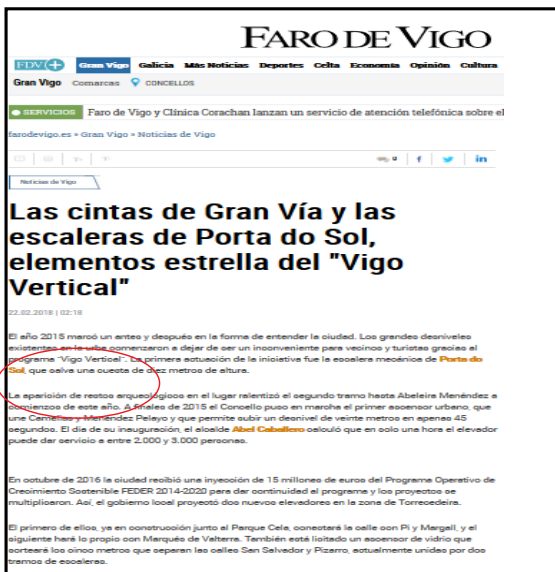 FARO DE VIGO
FDV Gran Vigo Galicia Más Noticias Deportes Celta Economía Opinión Cultura
Gran Vigo Comarcas CONCELLOS
SERVICIOS Faro de Vigo y Clínica Corachan lanzan un servicio de atención telefónica sobre el
farodevigo.es » Gran Vigo » Noticias de Vigo
0 f in
Noticias de Vigo
Las cintas de Gran Vía y las
escaleras de Porta do Sol,
elementos estrella del "Vigo
Vertical"
22.02.2018 | 02:18
El año 2015 marcó un antes y después en la forma de entender la ciudad. Los grandes desniveles
existentes en la urbe comenzaron a dejar de ser un inconveniente para vecinos y turistas gracias al
programa "Vigo Vertical". La primera actuación de la iniciativa fue la escalera mecánica de Porta do
Sol, que salva una cuesta de diez metros de altura.
La aparición de restos arqueológicos en el lugar ralentizó el segundo tramo hasta Abeleira Menéndez a
comienzos de este año. A finales de 2015 el Concello puso en marcha el primer ascensor urbano, que
une Camelias y Menéndez Pelayo y que permite subir un desnivel de veinte metros en apenas 45
segundos. El día de su inauguración, el alcalde Abel Caballero calculó que en solo una hora el elevador
puede dar servicio a entre 2.000 y 3.000 personas.
En octubre de 2016 la ciudad recibió una inyección de 15 millones de euros del Programa Operativo de
Crecimiento Sostenible FEDER 2014-2020 para dar continuidad al programa y los proyectos se
multiplicaron. Así, el gobierno local proyectó dos nuevos elevadores en la zona de Torrecedeira.
El primero de ellos, ya en construcción junto al Parque Cela, conectará la calle con Pi y Margall, y el
siguiente hará lo propio con Marqués de Valterra. También está licitado un ascensor de vidrio que
sorteará los cinco metros que separan las calles San Salvador y Pizarro, actualmente unidas por dos
tramos de escaleras.